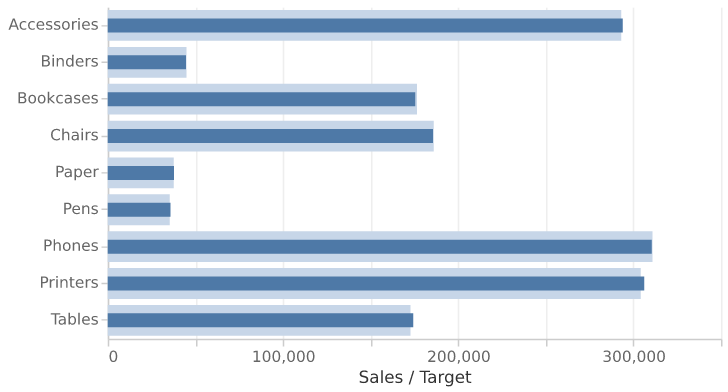 Accessories
Binders
Bookcases
Chairs
Paper
Pens
Phones
Printers
Tables
0 100,000 200,000 300,000
Sales / Target